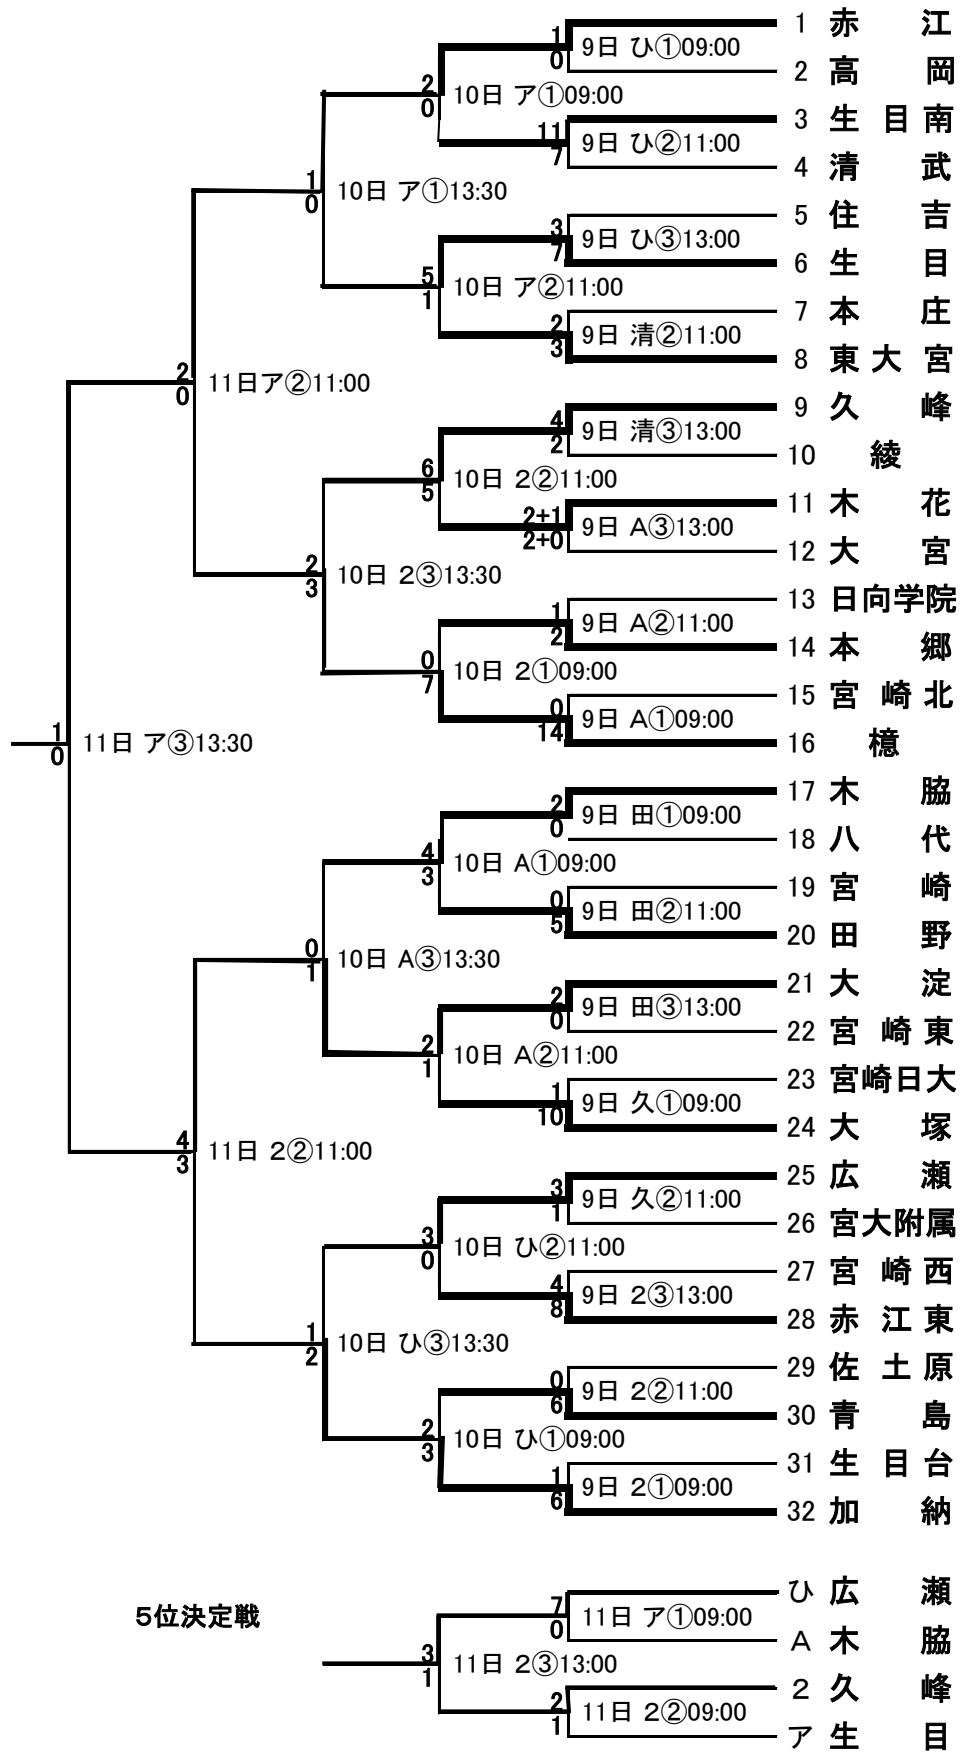 1 赤 江
1
9日 ひ①09:00
0
2 高 岡
2
10日 ア①09:00
0
3 生 目 南
11
9日 ひ②11:00
7
4 清 武
1
10日 ア①13:30
0
5 住 吉
3
9日 ひ③13:00
7
6 生 目
5
10日 ア②11:00
1
7 本 庄
2
9日 清②11:00
3
8 東 大 宮
2
11日ア②11:00
0
9 久 峰
4
9日 清③13:00
2
10 綾
6
10日 2②11:00
5
11 木 花
2+1
9日 A③13:00
2+0
12 大 宮
2
10日 2③13:30
3
13 日向学院
1
9日 A②11:00
2
14 本 郷
0
10日 2①09:00
7
15 宮 崎 北
0
9日 A①09:00
14
16 檍
1
11日 ア③13:30
0
17 木 脇
2
9日 田①09:00
0
18 八 代
4
10日 A①09:00
3
19 宮 崎
0
9日 田②11:00
5
20 田 野
0
10日 A③13:30
1
21 大 淀
2
9日 田③13:00
0
22 宮 崎 東
2
10日 A②11:00
1
23 宮崎日大
1
9日 久①09:00
10
24 大 塚
4
11日 2②11:00
3
25 広 瀬
3
9日 久②11:00
1
26 宮大附属
3
10日 ひ②11:00
0
27 宮 崎 西
4
9日 2③13:00
8
28 赤 江 東
1
10日 ひ③13:30
2
29 佐 土 原
0
9日 2②11:00
6
30 青 島
2
10日 ひ①09:00
3
31 生 目 台
1
9日 2①09:00
6
32 加 納
5位決定戦
ひ 広 瀬
7
11日 ア①09:00
0
A 木 脇
3
11日 2③13:00
1
2 久 峰
2
11日 2②09:00
1
ア 生 目